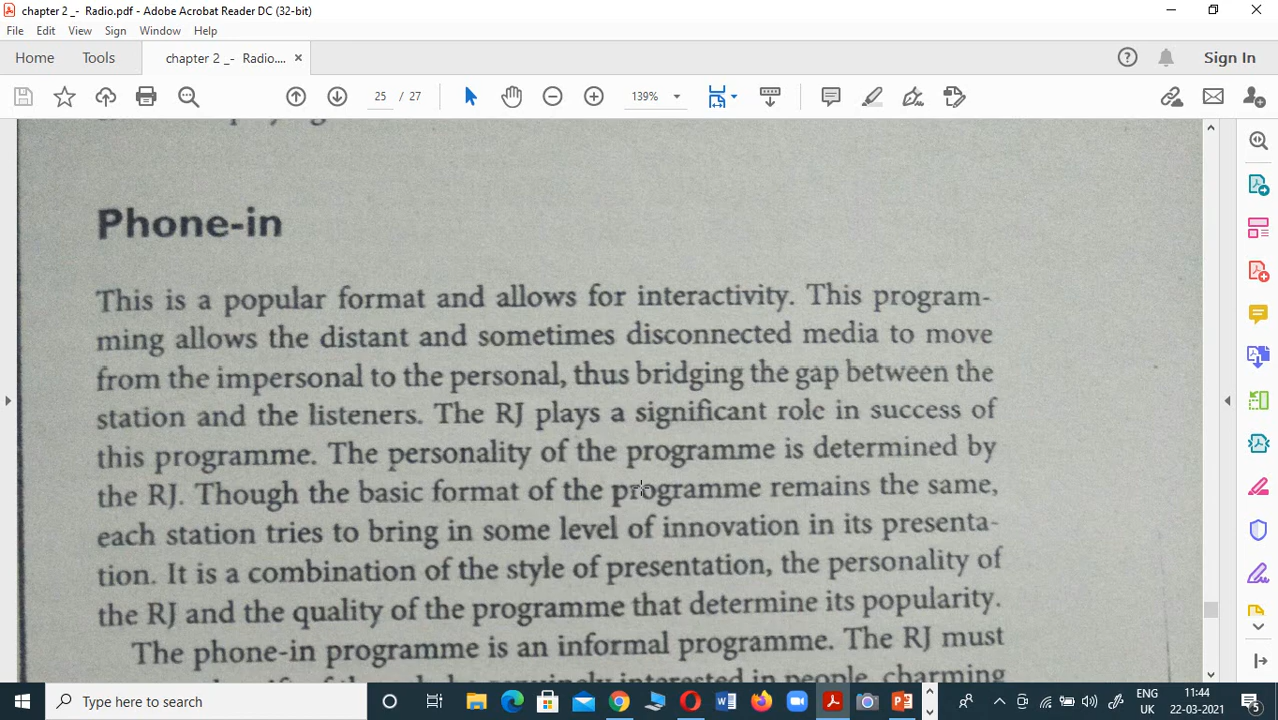 chapter 2 _-  Radio.pdf - Adobe Acrobat Reader DC (32-bit)
File Edit View Sign Window Help
Home Tools chapter 2 _-  Radio.... × Sign In
25 / 27 139%
Phone-in
This is a popular format and allows for interactivity. This program-
ming allows the distant and sometimes disconnected media to move
from the impersonal to the personal, thus bridging the gap between the
station and the listeners. The RJ plays a significant role in success of
this programme. The personality of the programme is determined by
the RJ. Though the basic format of the programme remains the same,
each station tries to bring in some level of innovation in its presenta-
tion. It is a combination of the style of presentation, the personality of
the RJ and the quality of the programme that determine its popularity.
The phone-in programme is an informal programme. The RJ must
genuinely interested in people, charming
Type here to search
ENG 11:44
UK 22-03-2021 5